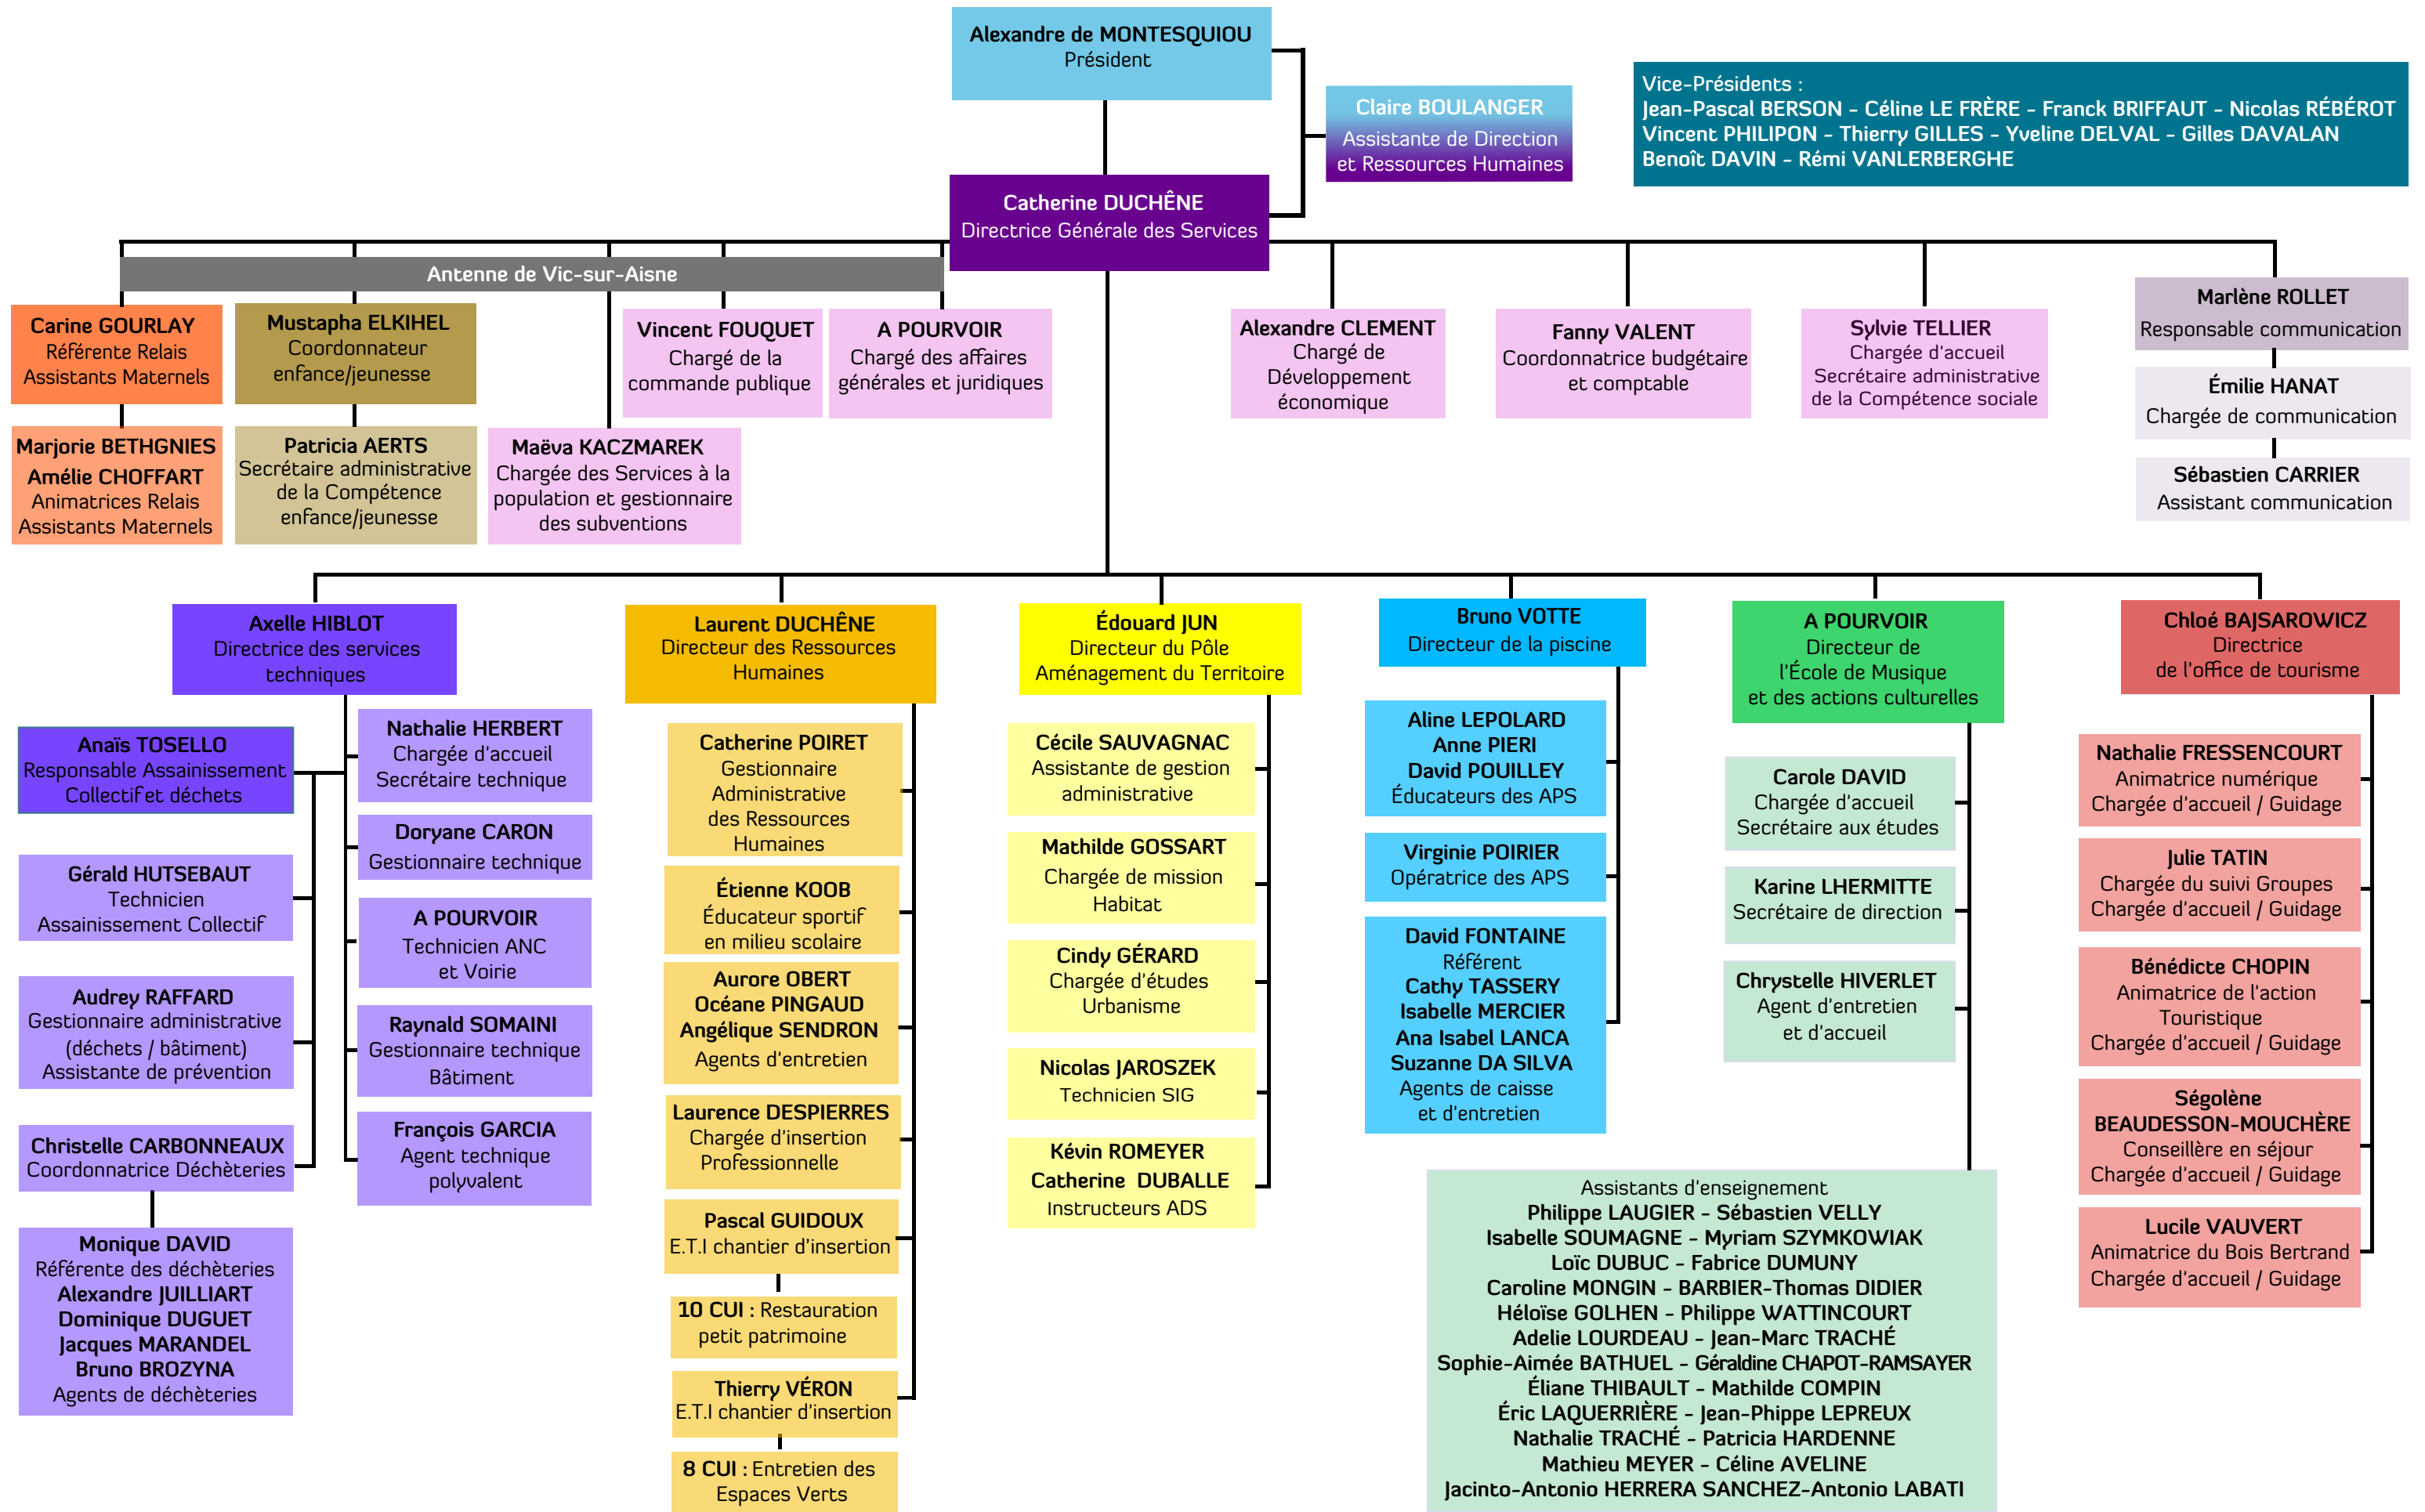 Alexandre de MONTESQUIOU
Président
Claire BOULANGER
Assistante de Direction
et Ressources Humaines
Vice-Présidents :
Jean-Pascal BERSON - Céline LE FRÈRE - Franck BRIFFAUT - Nicolas RÉBÉROT
Vincent PHILIPON - Thierry GILLES - Yveline DELVAL - Gilles DAVALAN
Benoît DAVIN - Rémi VANLERBERGHE
Catherine DUCHÊNE
Directrice Générale des Services
Antenne de Vic-sur-Aisne
Carine GOURLAY
Référente Relais
Assistants Maternels
Marjorie BETHGNIES
Amélie CHOFFART
Animatrices Relais
Assistants Maternels
Mustapha ELKIHEL
Coordonnateur
enfance/jeunesse
Patricia AERTS
Secrétaire administrative
de la Compétence
enfance/jeunesse
Maëva KACZMAREK
Chargée des Services à la
population et gestionnaire
des subventions
Vincent FOUQUET
Chargé de la
commande publique
A POURVOIR
Chargé des affaires
générales et juridiques
Alexandre CLEMENT
Chargé de
Développement
économique
Fanny VALENT
Coordonnatrice budgétaire
et comptable
Sylvie TELLIER
Chargée d'accueil
Secrétaire administrative
de la Compétence sociale
Marlène ROLLET
Responsable communication
Émilie HANAT
Chargée de communication
Sébastien CARRIER
Assistant communication
Axelle HIBLOT
Directrice des services
techniques
Anaïs TOSELLO
Responsable Assainissement
Collectif et déchets
Gérald HUTSEBAUT
Technicien
Assainissement Collectif
Audrey RAFFARD
Gestionnaire administrative
(déchets / bâtiment)
Assistante de prévention
Christelle CARBONNEAUX
Coordonnatrice Déchèteries
Monique DAVID
Référente des déchèteries
Alexandre JUILLIART
Dominique DUGUET
Jacques MARANDEL
Bruno BROZYNA
Agents de déchèteries
Nathalie HERBERT
Chargée d'accueil
Secrétaire technique
Doryane CARON
Gestionnaire technique
A POURVOIR
Technicien ANC
et Voirie
Raynald SOMAINI
Gestionnaire technique
Bâtiment
François GARCIA
Agent technique
polyvalent
Laurent DUCHÊNE
Directeur des Ressources
Humaines
Catherine POIRET
Gestionnaire
Administrative
des Ressources
Humaines
Étienne KOOB
Éducateur sportif
en milieu scolaire
Aurore OBERT
Océane PINGAUD
Angélique SENDRON
Agents d'entretien
Laurence DESPIERRES
Chargée d'insertion
Professionnelle
Pascal GUIDOUX
E.T.I chantier d'insertion
10 CUI : Restauration
petit patrimoine
Thierry VÉRON
E.T.I chantier d'insertion
8 CUI : Entretien des
Espaces Verts
Édouard JUN
Directeur du Pôle
Aménagement du Territoire
Cécile SAUVAGNAC
Assistante de gestion
administrative
Mathilde GOSSART
Chargée de mission
Habitat
Cindy GÉRARD
Chargée d'études
Urbanisme
Nicolas JAROSZEK
Technicien SIG
Kévin ROMEYER
Catherine DUBALLE
Instructeurs ADS
Bruno VOTTE
Directeur de la piscine
Aline LEPOLARD
Anne PIERI
David POUILLEY
Éducateurs des APS
Virginie POIRIER
Opératrice des APS
David FONTAINE
Référent
Cathy TASSERY
Isabelle MERCIER
Ana Isabel LANCA
Suzanne DA SILVA
Agents de caisse
et d'entretien
A POURVOIR
Directeur de
l'École de Musique
et des actions culturelles
Carole DAVID
Chargée d'accueil
Secrétaire aux études
Karine LHERMITTE
Secrétaire de direction
Chrystelle HIVERLET
Agent d'entretien
et d'accueil
Assistants d'enseignement
Philippe LAUGIER - Sébastien VELLY
Isabelle SOUMAGNE - Myriam SZYMKOWIAK
Loïc DUBUC - Fabrice DUMUNY
Caroline MONGIN - BARBIER-Thomas DIDIER
Héloïse GOLHEN - Philippe WATTINCOURT
Adelie LOURDEAU - Jean-Marc TRACHÉ
Sophie-Aimée BATHUEL - Géraldine CHAPOT-RAMSAYER
Éliane THIBAULT - Mathilde COMPIN
Éric LAQUERRIÈRE - Jean-Phippe LEPREUX
Nathalie TRACHÉ - Patricia HARDENNE
Mathieu MEYER - Céline AVELINE
Jacinto-Antonio HERRERA SANCHEZ-Antonio LABATI
Chloé BAJSAROWICZ
Directrice
de l'office de tourisme
Nathalie FRESSENCOURT
Animatrice numérique
Chargée d'accueil / Guidage
Julie TATIN
Chargée du suivi Groupes
Chargée d'accueil / Guidage
Bénédicte CHOPIN
Animatrice de l'action
Touristique
Chargée d'accueil / Guidage
Ségolène
BEAUDESSON-MOUCHÈRE
Conseillère en séjour
Chargée d'accueil / Guidage
Lucile VAUVERT
Animatrice du Bois Bertrand
Chargée d'accueil / Guidage